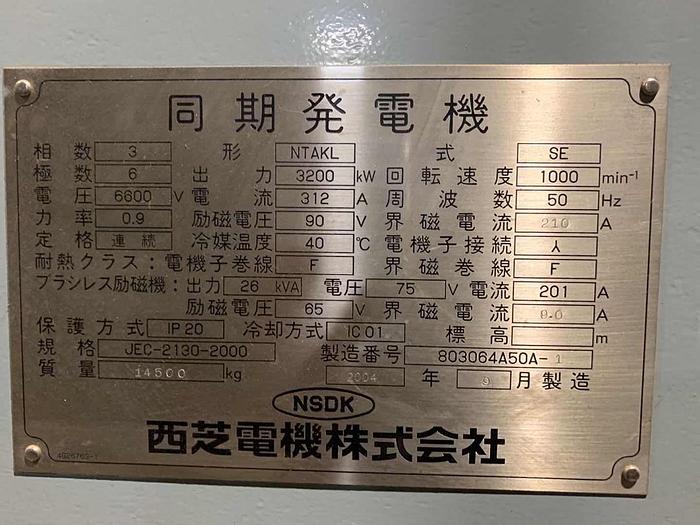 同期発電機
相数 3 形 NTAKL 式 SE
極数 6 出力 3200 kW 回転速度 1000 min-1
電圧 6600 V 電流 312 A 周波数 50 Hz
力率 0.9 励磁電圧 90 V 界磁電流 210 A
定格 連続 冷媒温度 40 ℃ 電機子接続 人
耐熱クラス：電機子巻線 F 界磁巻線 F
ブラシレス励磁機：出力 26 kVA 電圧 75 V 電流 201 A
励磁電圧 65 V 界磁電流 9.0 A
保護方式 IP20 冷却方式 IC01 標高 m
規格 JEC-2130-2000 製造番号 803064A50A-1
質量 14500 kg 2004 年 9 月製造
NSDK
西芝電機株式会社